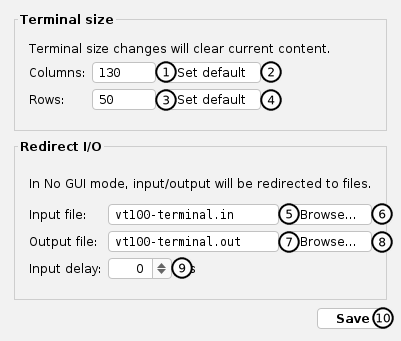 Terminal size
Terminal size changes will clear current content.
Columns: 130 1 Set default 2
Rows: 50 3 Set default 4
Redirect I/O
In No GUI mode, input/output will be redirected to files.
Input file: vt100-terminal.in 5 Browse... 6
Output file: vt100-terminal.out 7 Browse... 8
Input delay: 0 9 s
Save 10